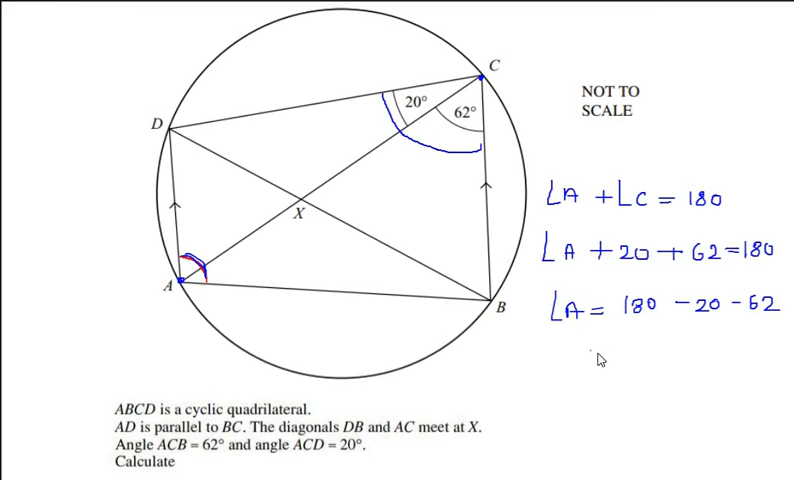 C
20°
62°
NOT TO
SCALE
D
X
A
B
∠A + ∠C = 180
∠A + 20 + 62 = 180
∠A = 180 - 20 - 62
ABCD is a cyclic quadrilateral.
AD is parallel to BC. The diagonals DB and AC meet at X.
Angle ACB = 62° and angle ACD = 20°.
Calculate